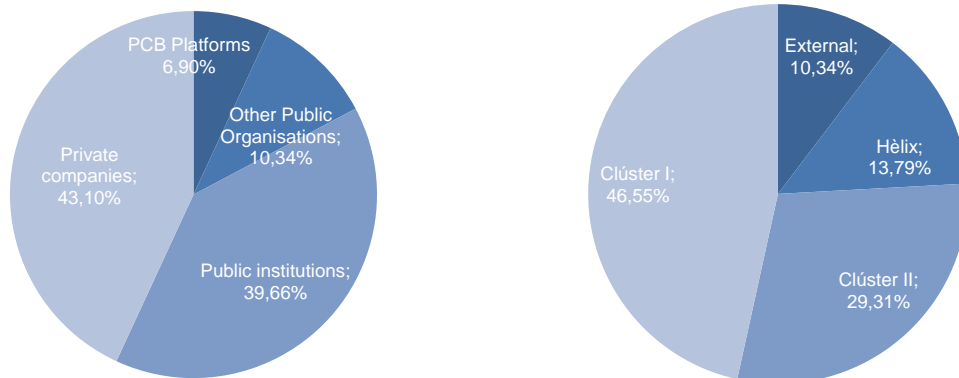 PCB Platforms
6,90%
Other Public
Organisations;
10,34%
Public institutions;
39,66%
Private
companies;
43,10%
External;
10,34%
Hèlix;
13,79%
Clúster II;
29,31%
Clúster I;
46,55%